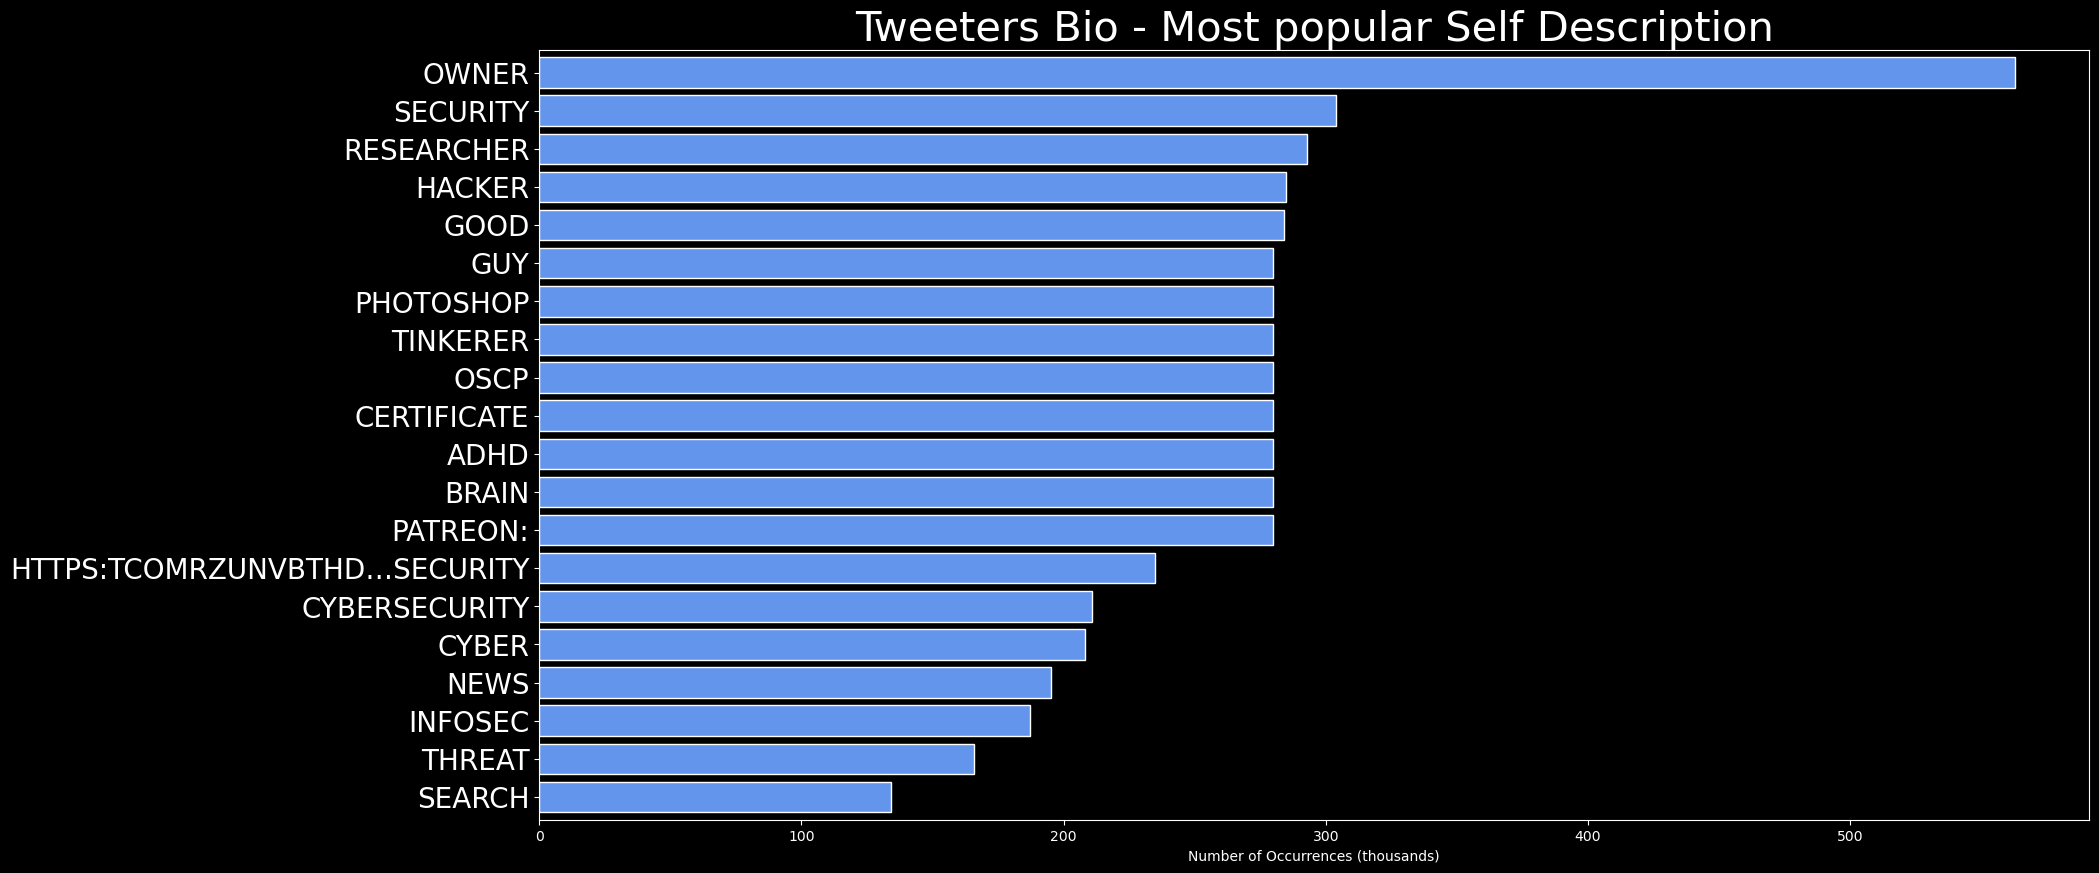 Tweeters Bio - Most popular Self Description
OWNER
SECURITY
RESEARCHER
HACKER
GOOD
GUY
PHOTOSHOP
TINKERER
OSCP
CERTIFICATE
ADHD
BRAIN
PATREON:
HTTPS:TCOMRZUNVBTHD...SECURITY
CYBERSECURITY
CYBER
NEWS
INFOSEC
THREAT
SEARCH
0 100 200 300 400 500
Number of Occurrences (thousands)